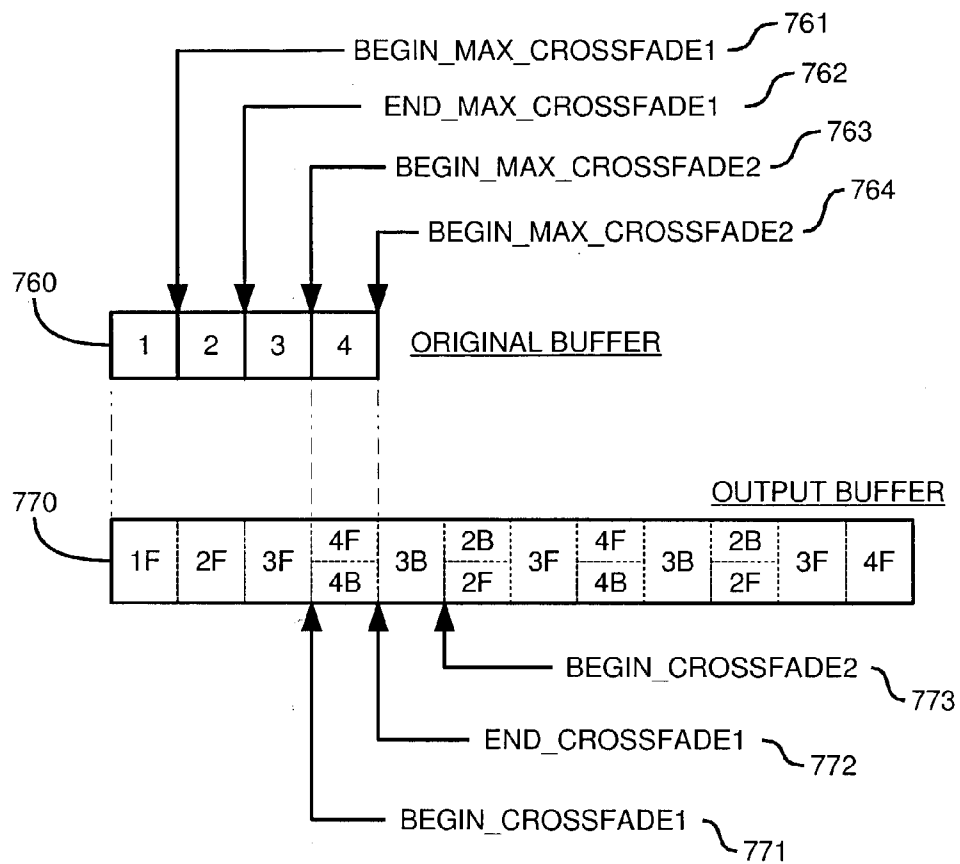 761
BEGIN_MAX_CROSSFADE1
762
END_MAX_CROSSFADE1
763
BEGIN_MAX_CROSSFADE2
764
BEGIN_MAX_CROSSFADE2
760
1 2 3 4 ORIGINAL BUFFER
770
OUTPUT BUFFER
1F 2F 3F 4F 3B 2B 3F 4F 3B 2B 3F 4F
4B 2F 4B 2F
BEGIN_CROSSFADE2
773
END_CROSSFADE1
772
BEGIN_CROSSFADE1
771